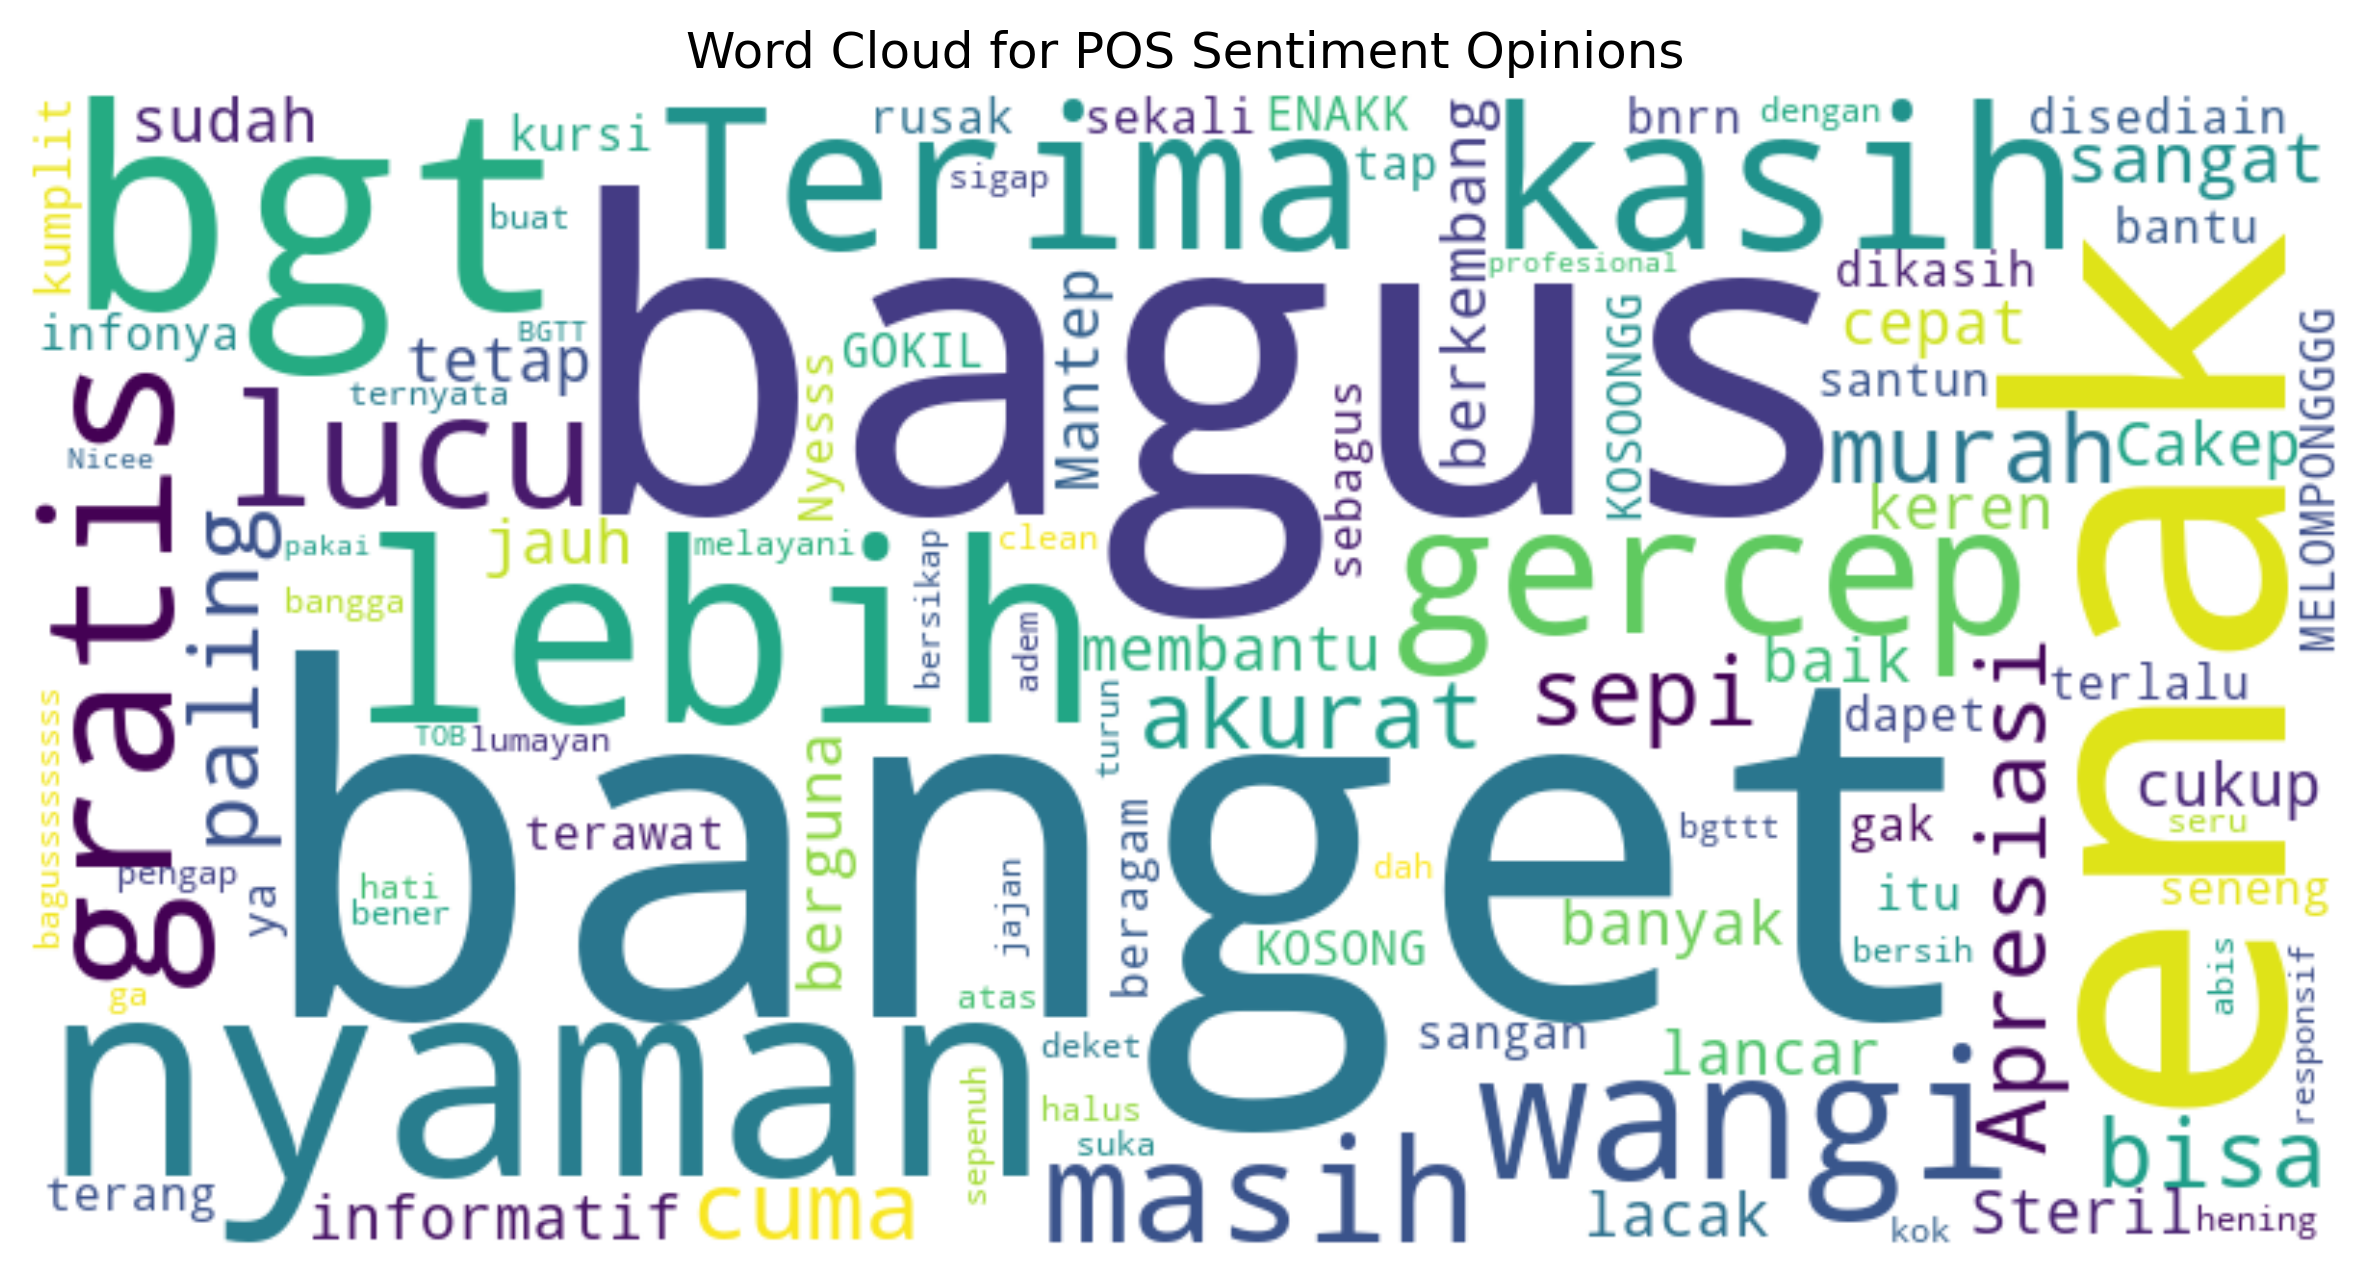 Word Cloud for POS Sentiment Opinions
kumplit
sudah
bgt
kursi
Terima kasih
rusak
sekali
ENAKK
bnrn
dengan
disediain
sigap
tap
berkembang
sangat
buat
bantu
profesional
dikasih
infonya
BGTT
tetap
bagus
GOKIL
Mantep
KOSOONGG
cepat
enak
MELOMPONGGGG
ternyata
Nyesss
sebagus
santun
gratis
lucu
murah
Cakep
Nicee
keren
paling
pakai
jauh
lebih
melayani
clean
gercep
bangga
bersikap
adem
membantu
baik
sepi
Apresiasi
terlalu
bagusssssssssss
TOB
lumayan
turun
akurat
dapet
banget
terawat
berguna
cukup
bgttt
gak
seru
pengap
ya
hati
bener
jajan
beragam
dah
banyak
itu
seneng
KOSONG
bersih
abis
responsif
ga
atas
nyaman
deket
sangan
lancar
sepenuh
halus
wangi
suka
bisa
masih
terang
informatif
cuma
lacak
kok
Steril
hening